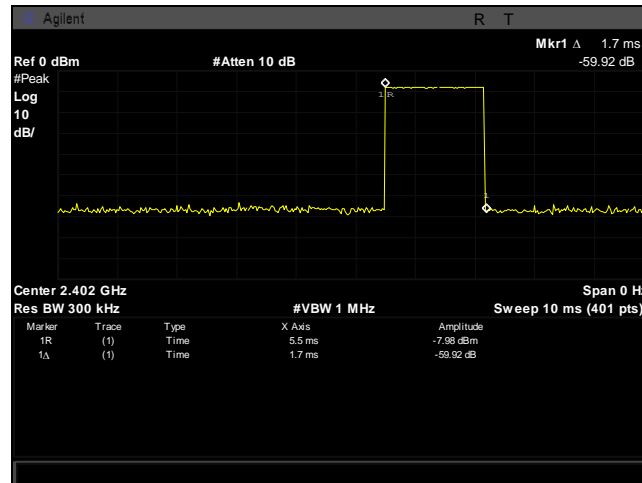 Agilent R T
Mkr1 Δ 1.7 ms
Ref 0 dBm #Atten 10 dB -59.92 dB
#Peak
Log
10
dB/
1R
1
Center 2.402 GHz Span 0 Hz
Res BW 300 kHz #VBW 1 MHz Sweep 10 ms (401 pts)
Marker Trace Type X Axis Amplitude
1R (1) Time 5.5 ms -7.98 dBm
1Δ (1) Time 1.7 ms -59.92 dB